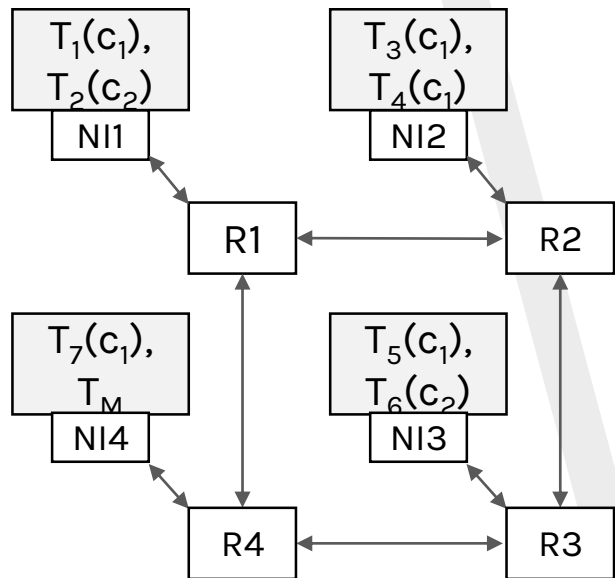 T₁(c₁),
T₂(c₂)
NI1
T₃(c₁),
T₄(c₁)
NI2
R1
R2
T₇(c₁),
T_M
NI4
T₅(c₁),
T₆(c₂)
NI3
R4
R3